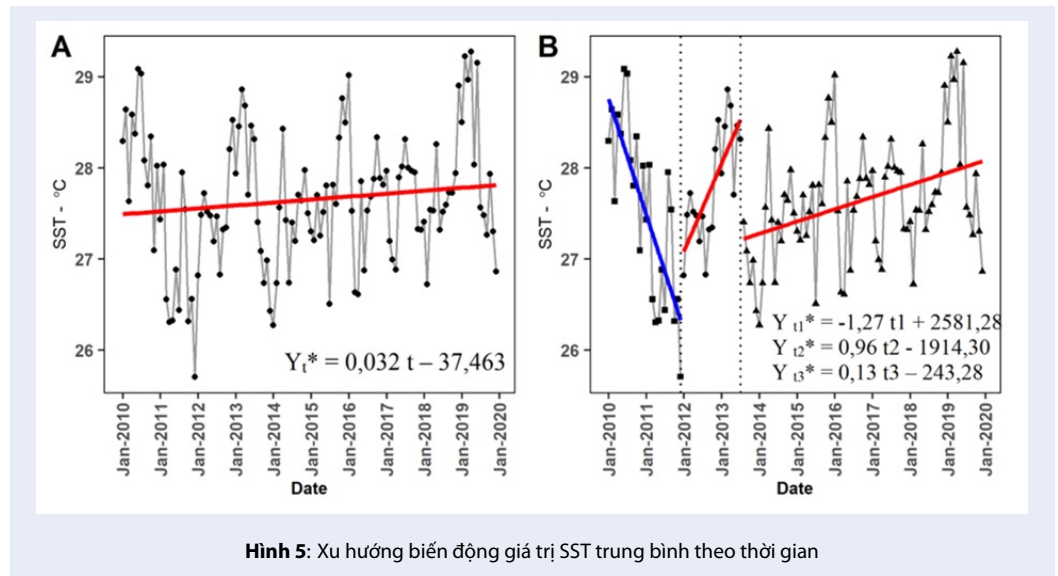 A
29
28
27
26
SST - °C
Yₜ* = 0,032 t – 37,463
Jan-2010
Jan-2011
Jan-2012
Jan-2013
Jan-2014
Jan-2015
Jan-2016
Jan-2017
Jan-2018
Jan-2019
Jan-2020
Date
B
29
28
27
26
SST - °C
Y t1* = -1,27 t1 + 2581,28
Y t2* = 0,96 t2 - 1914,30
Y t3* = 0,13 t3 – 243,28
Jan-2010
Jan-2011
Jan-2012
Jan-2013
Jan-2014
Jan-2015
Jan-2016
Jan-2017
Jan-2018
Jan-2019
Jan-2020
Date
Hình 5: Xu hướng biến động giá trị SST trung bình theo thời gian